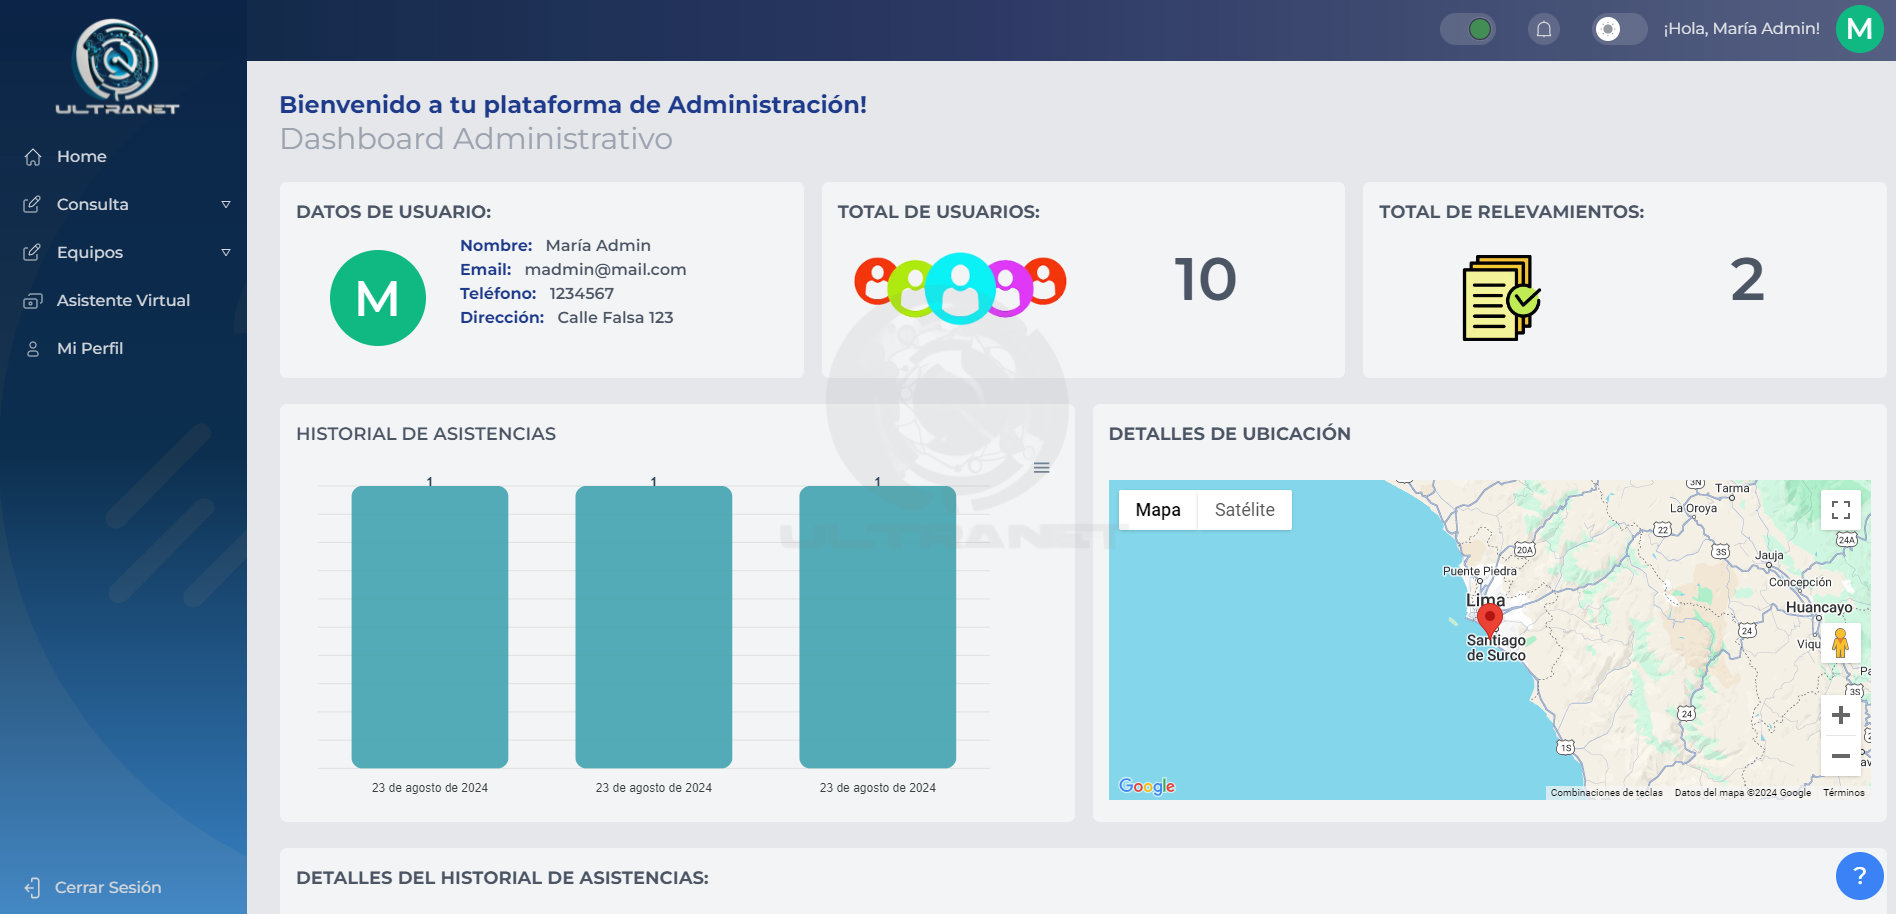 ULTRANET
Home
Consulta
Equipos
Asistente Virtual
Mi Perfil
Cerrar Sesión
¡Hola, María Admin!
M
Bienvenido a tu plataforma de Administración!
Dashboard Administrativo
DATOS DE USUARIO:
M
Nombre: María Admin
Email: madmin@mail.com
Teléfono: 1234567
Dirección: Calle Falsa 123
TOTAL DE USUARIOS:
10
TOTAL DE RELEVAMIENTOS:
2
HISTORIAL DE ASISTENCIAS
1 1 1
23 de agosto de 2024 23 de agosto de 2024 23 de agosto de 2024
ULTRANET
DETALLES DE UBICACIÓN
Mapa Satélite
3N
Tarma
La Oroya
22
20A
3S
24A
Jauja
Puente Piedra
Concepción
Lima
Huancayo
24
Santiago
de Surco
3S
24
1S
Google
Combinaciones de teclas Datos del mapa ©2024 Google Términos
DETALLES DEL HISTORIAL DE ASISTENCIAS:
?